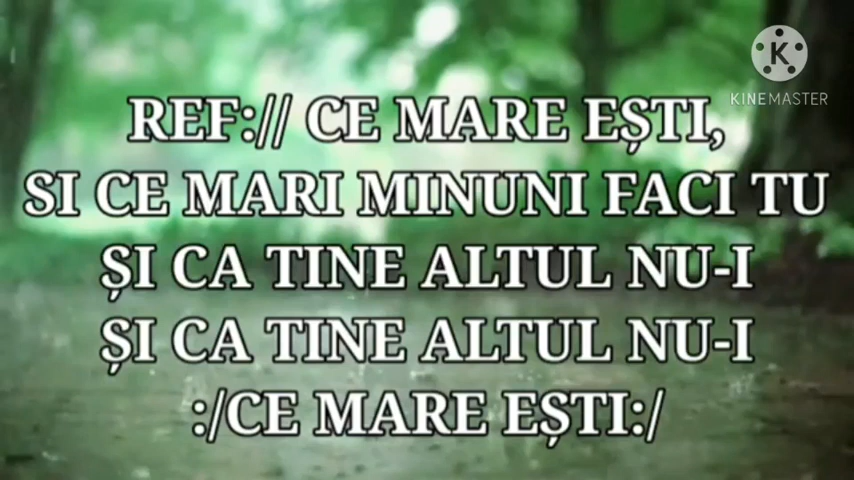 KINEMASTER
REF:// CE MARE EȘTI,
SI CE MARI MINUNI FACI TU
ȘI CA TINE ALTUL NU-I
ȘI CA TINE ALTUL NU-I
:/CE MARE EȘTI:/